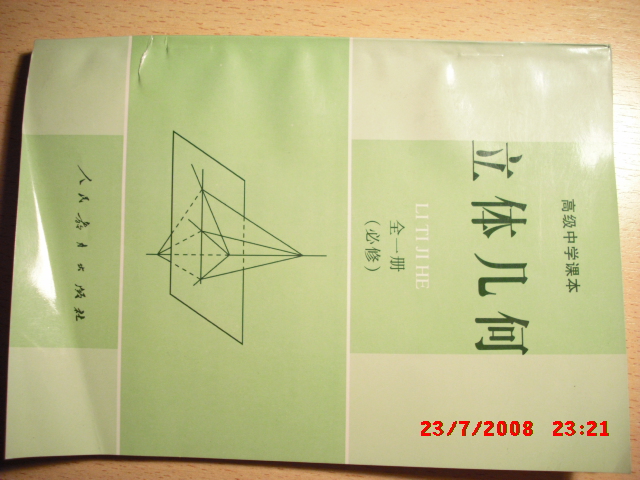 高级中学课本
立体几何
LI TI JI HE
全一册
(必修)
人民教育出版社
23/7/2008 23:21